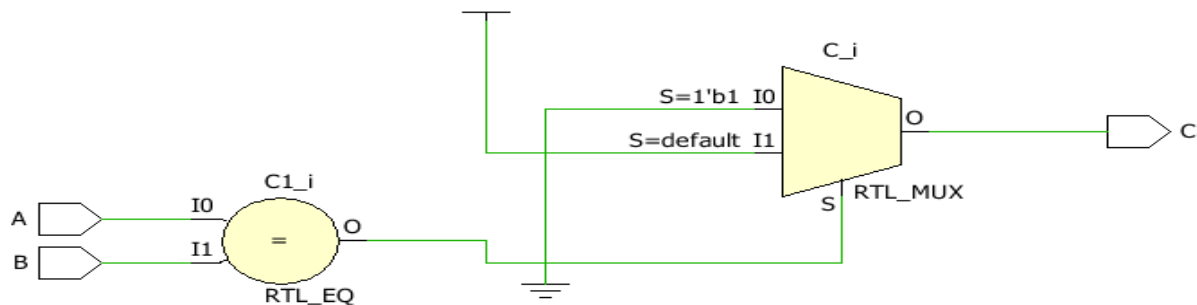 C_i
S=1'b1 I0
O
C
S=default I1
C1_i
S
RTL_MUX
A
I0
O
=
B
I1
RTL_EQ